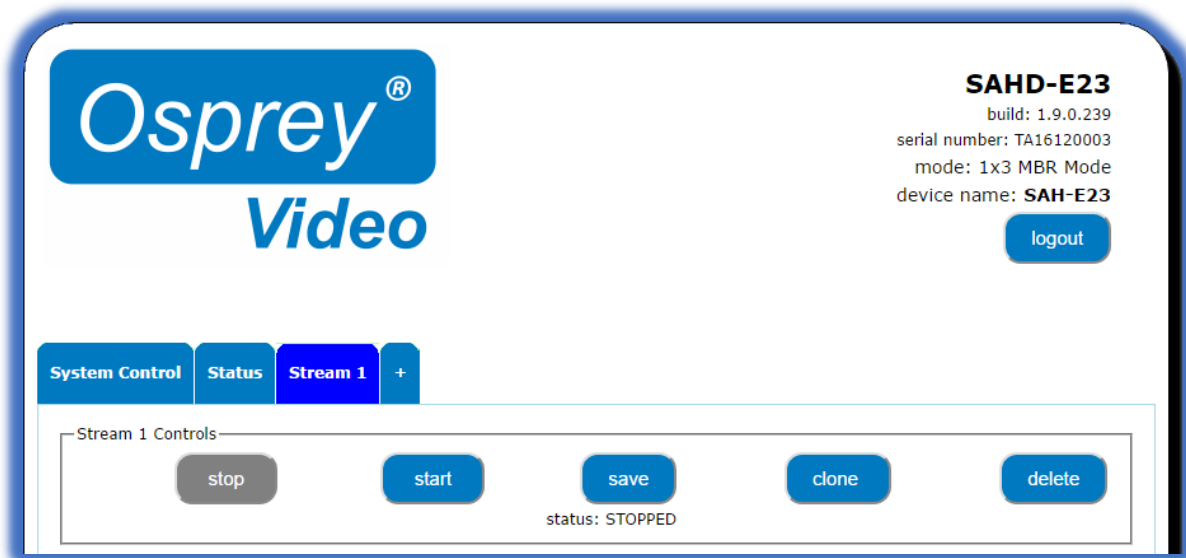 Osprey®
Video
SAHD-E23
build: 1.9.0.239
serial number: TA16120003
mode: 1x3 MBR Mode
device name: SAH-E23
logout
System Control Status Stream 1 +
Stream 1 Controls
stop start save clone delete
status: STOPPED